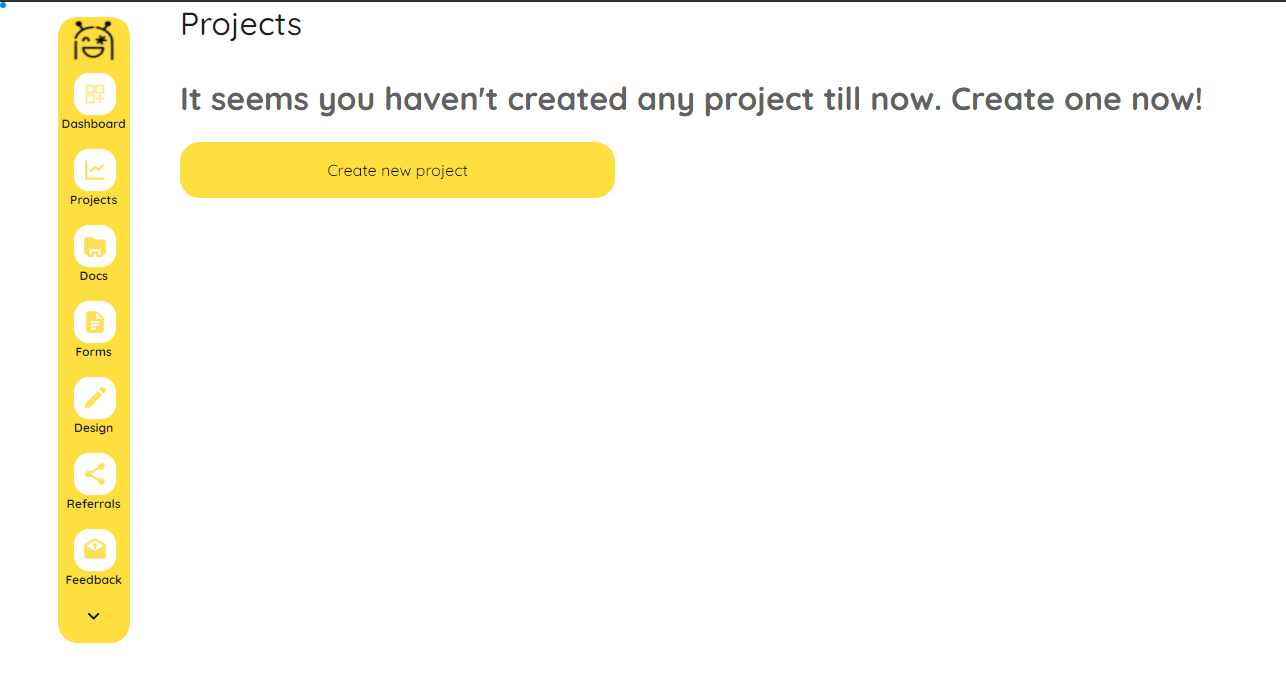 Projects
It seems you haven't created any project till now. Create one now!
Create new project
Dashboard
Projects
Docs
Forms
Design
Referrals
Feedback